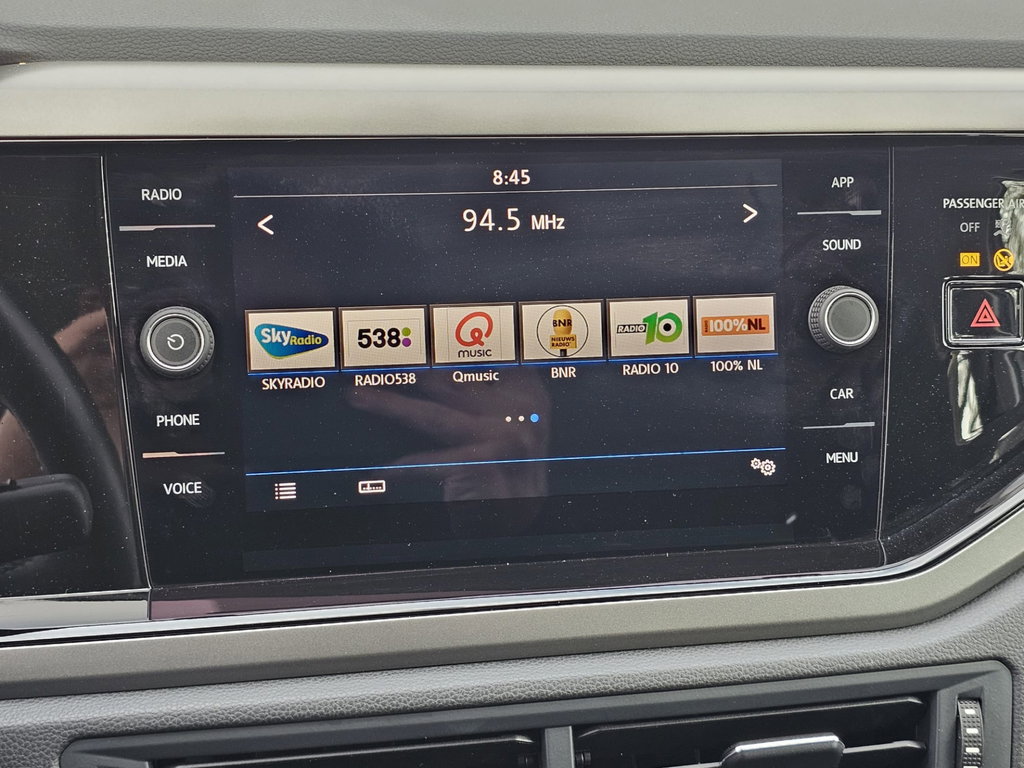 8:45
RADIO
APP
PASSENGER AIR
94.5 MHz
OFF
MEDIA
SOUND
ON
Sky Radio
538
Q
MUSIC
BNR
NIEUWS
RADIO
RADIO 10
100%NL
SKYRADIO
RADIO538
Qmusic
BNR
RADIO 10
100% NL
PHONE
CAR
VOICE
MENU